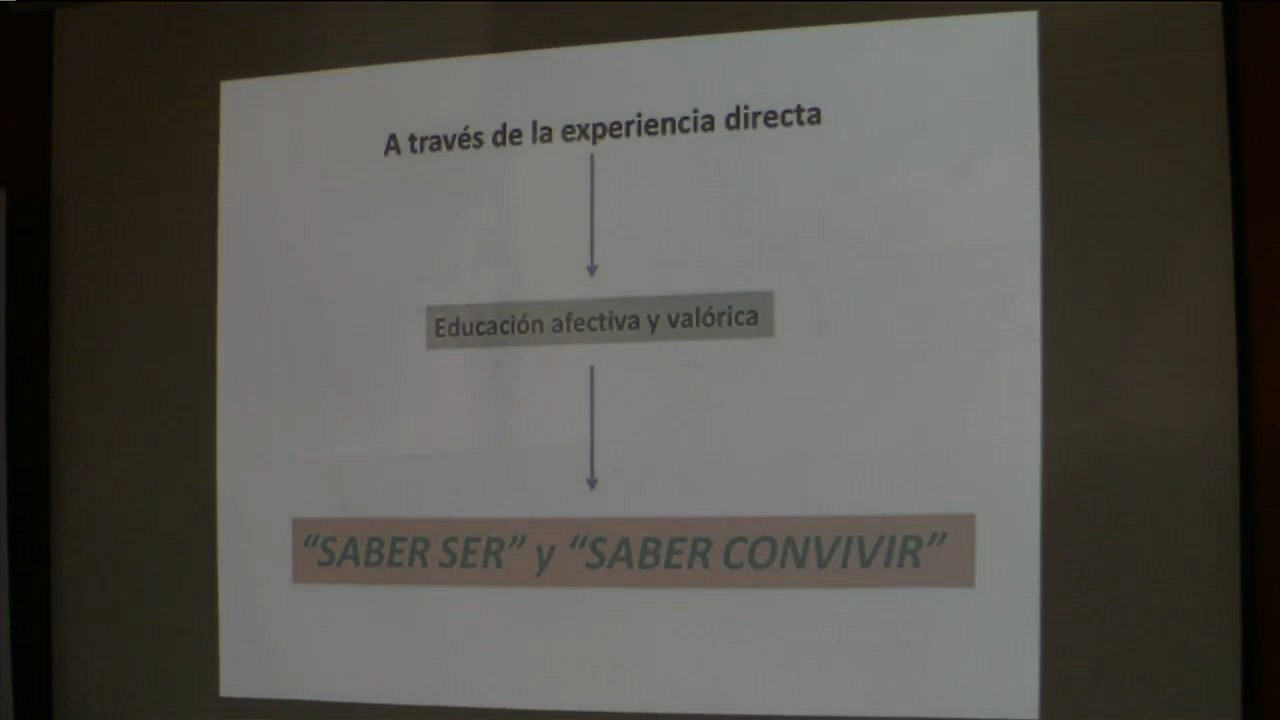 A través de la experiencia directa
Educación afectiva y valórica
“SABER SER” y “SABER CONVIVIR”